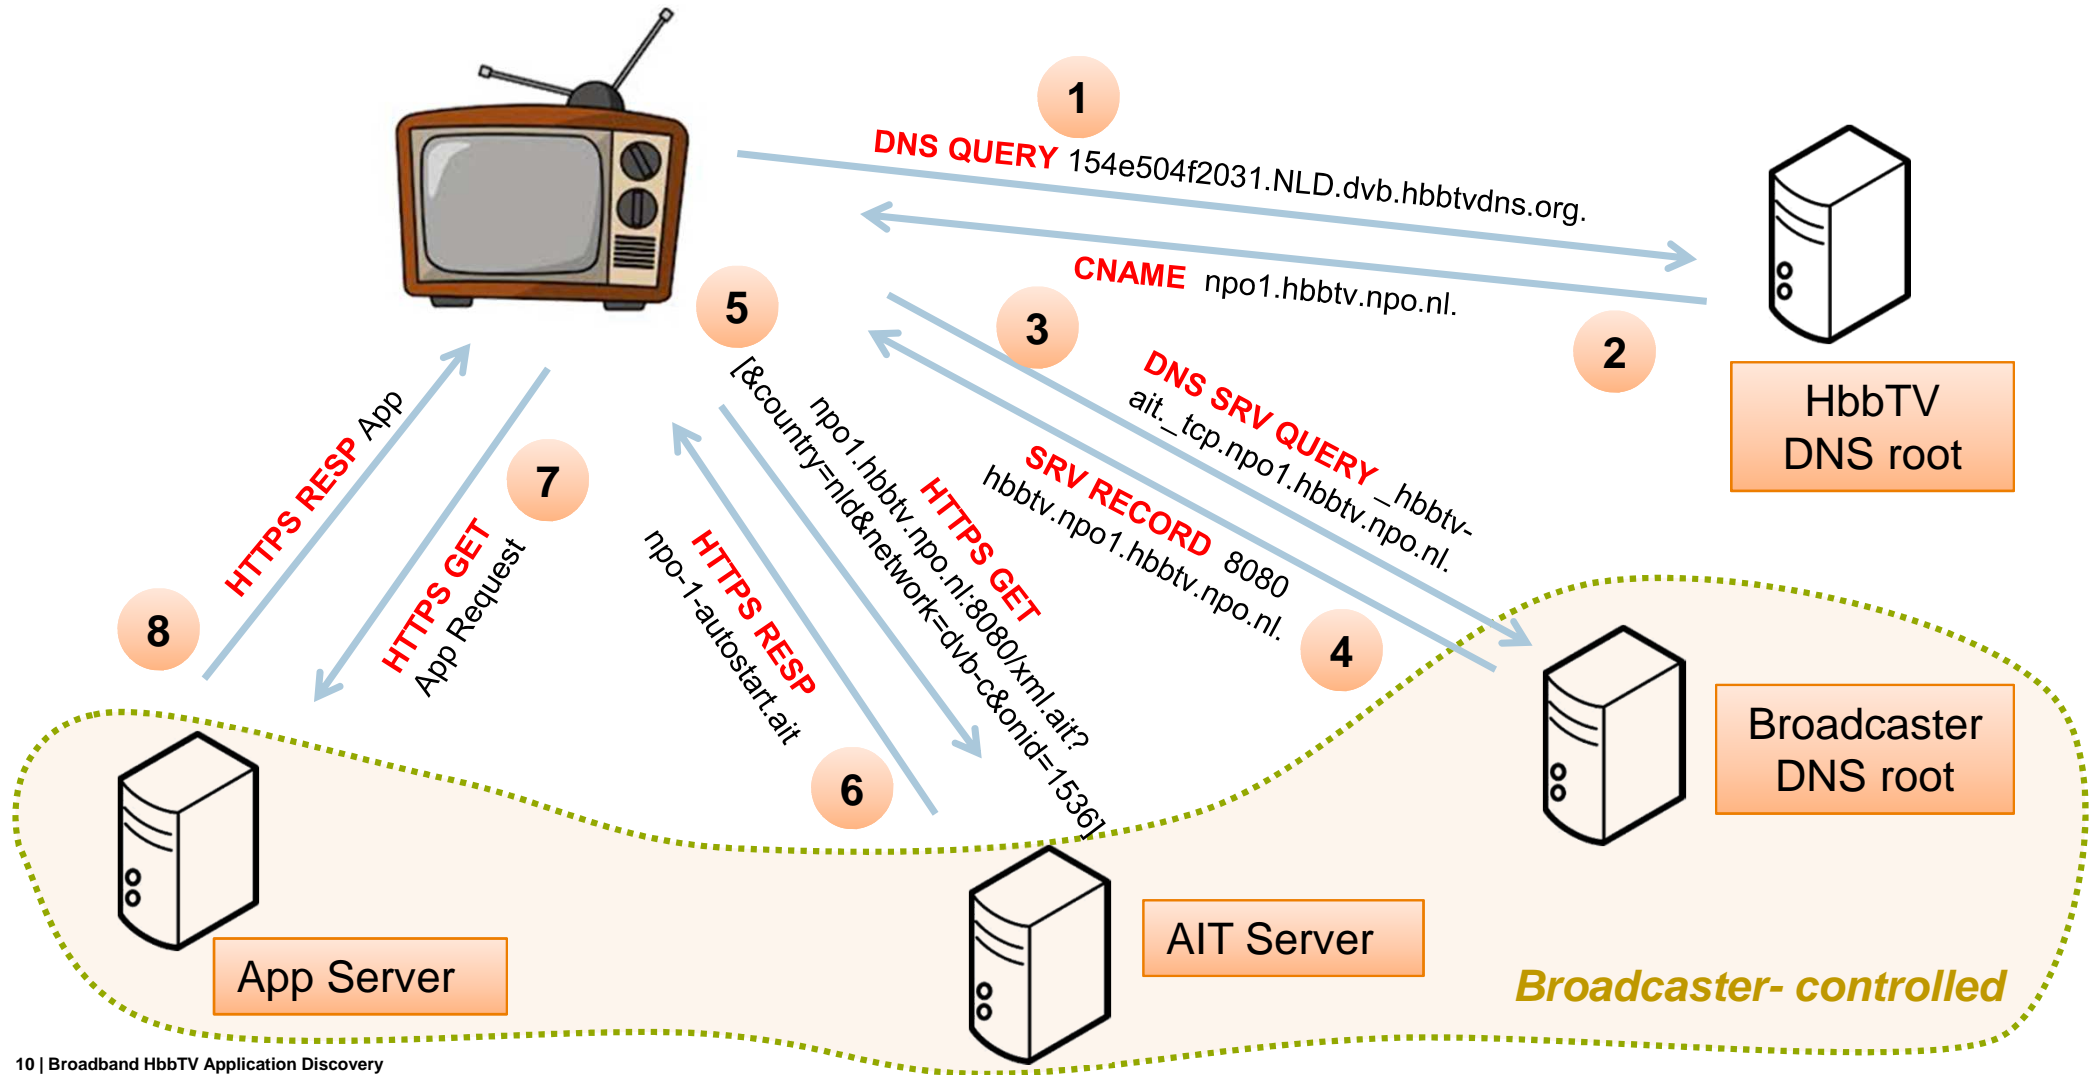 1
DNS QUERY 154e504f2031.NLD.dvb.hbbtvdns.org.
CNAME npo1.hbbtv.npo.nl.
2
HbbTV
DNS root
3
DNS SRV QUERY _hbbtv-
ait._tcp.npo1.hbbtv.npo.nl.
SRV RECORD 8080
hbbtv.npo1.hbbtv.npo.nl.
4
Broadcaster
DNS root
5
HTTPS GET
npo1.hbbtv.npo.nl:8080/xml.ait?
[&country=nld&network=dvb-c&onid=1536]
HTTPS RESP
npo-1-autostart.ait
6
AIT Server
7
HTTPS GET
App Request
HTTPS RESP App
8
App Server
Broadcaster- controlled
10 | Broadband HbbTV Application Discovery